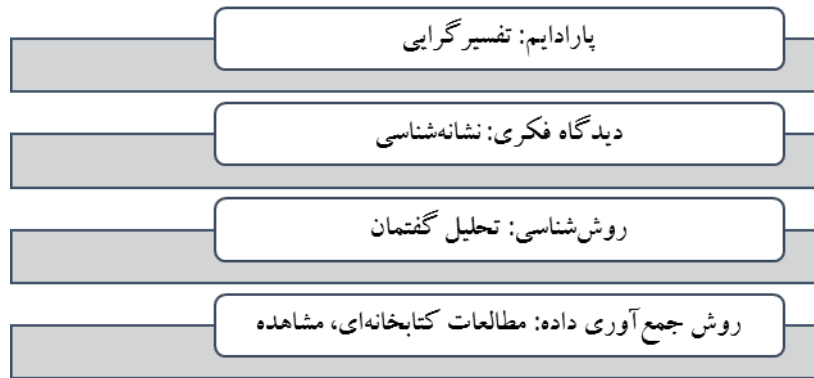 پارادایم: تفسیرگرایی
دیدگاه فکری: نشانه‌شناسی
روش‌شناسی: تحلیل گفتمان
روش جمع‌آوری داده: مطالعات کتابخانه‌ای، مشاهده